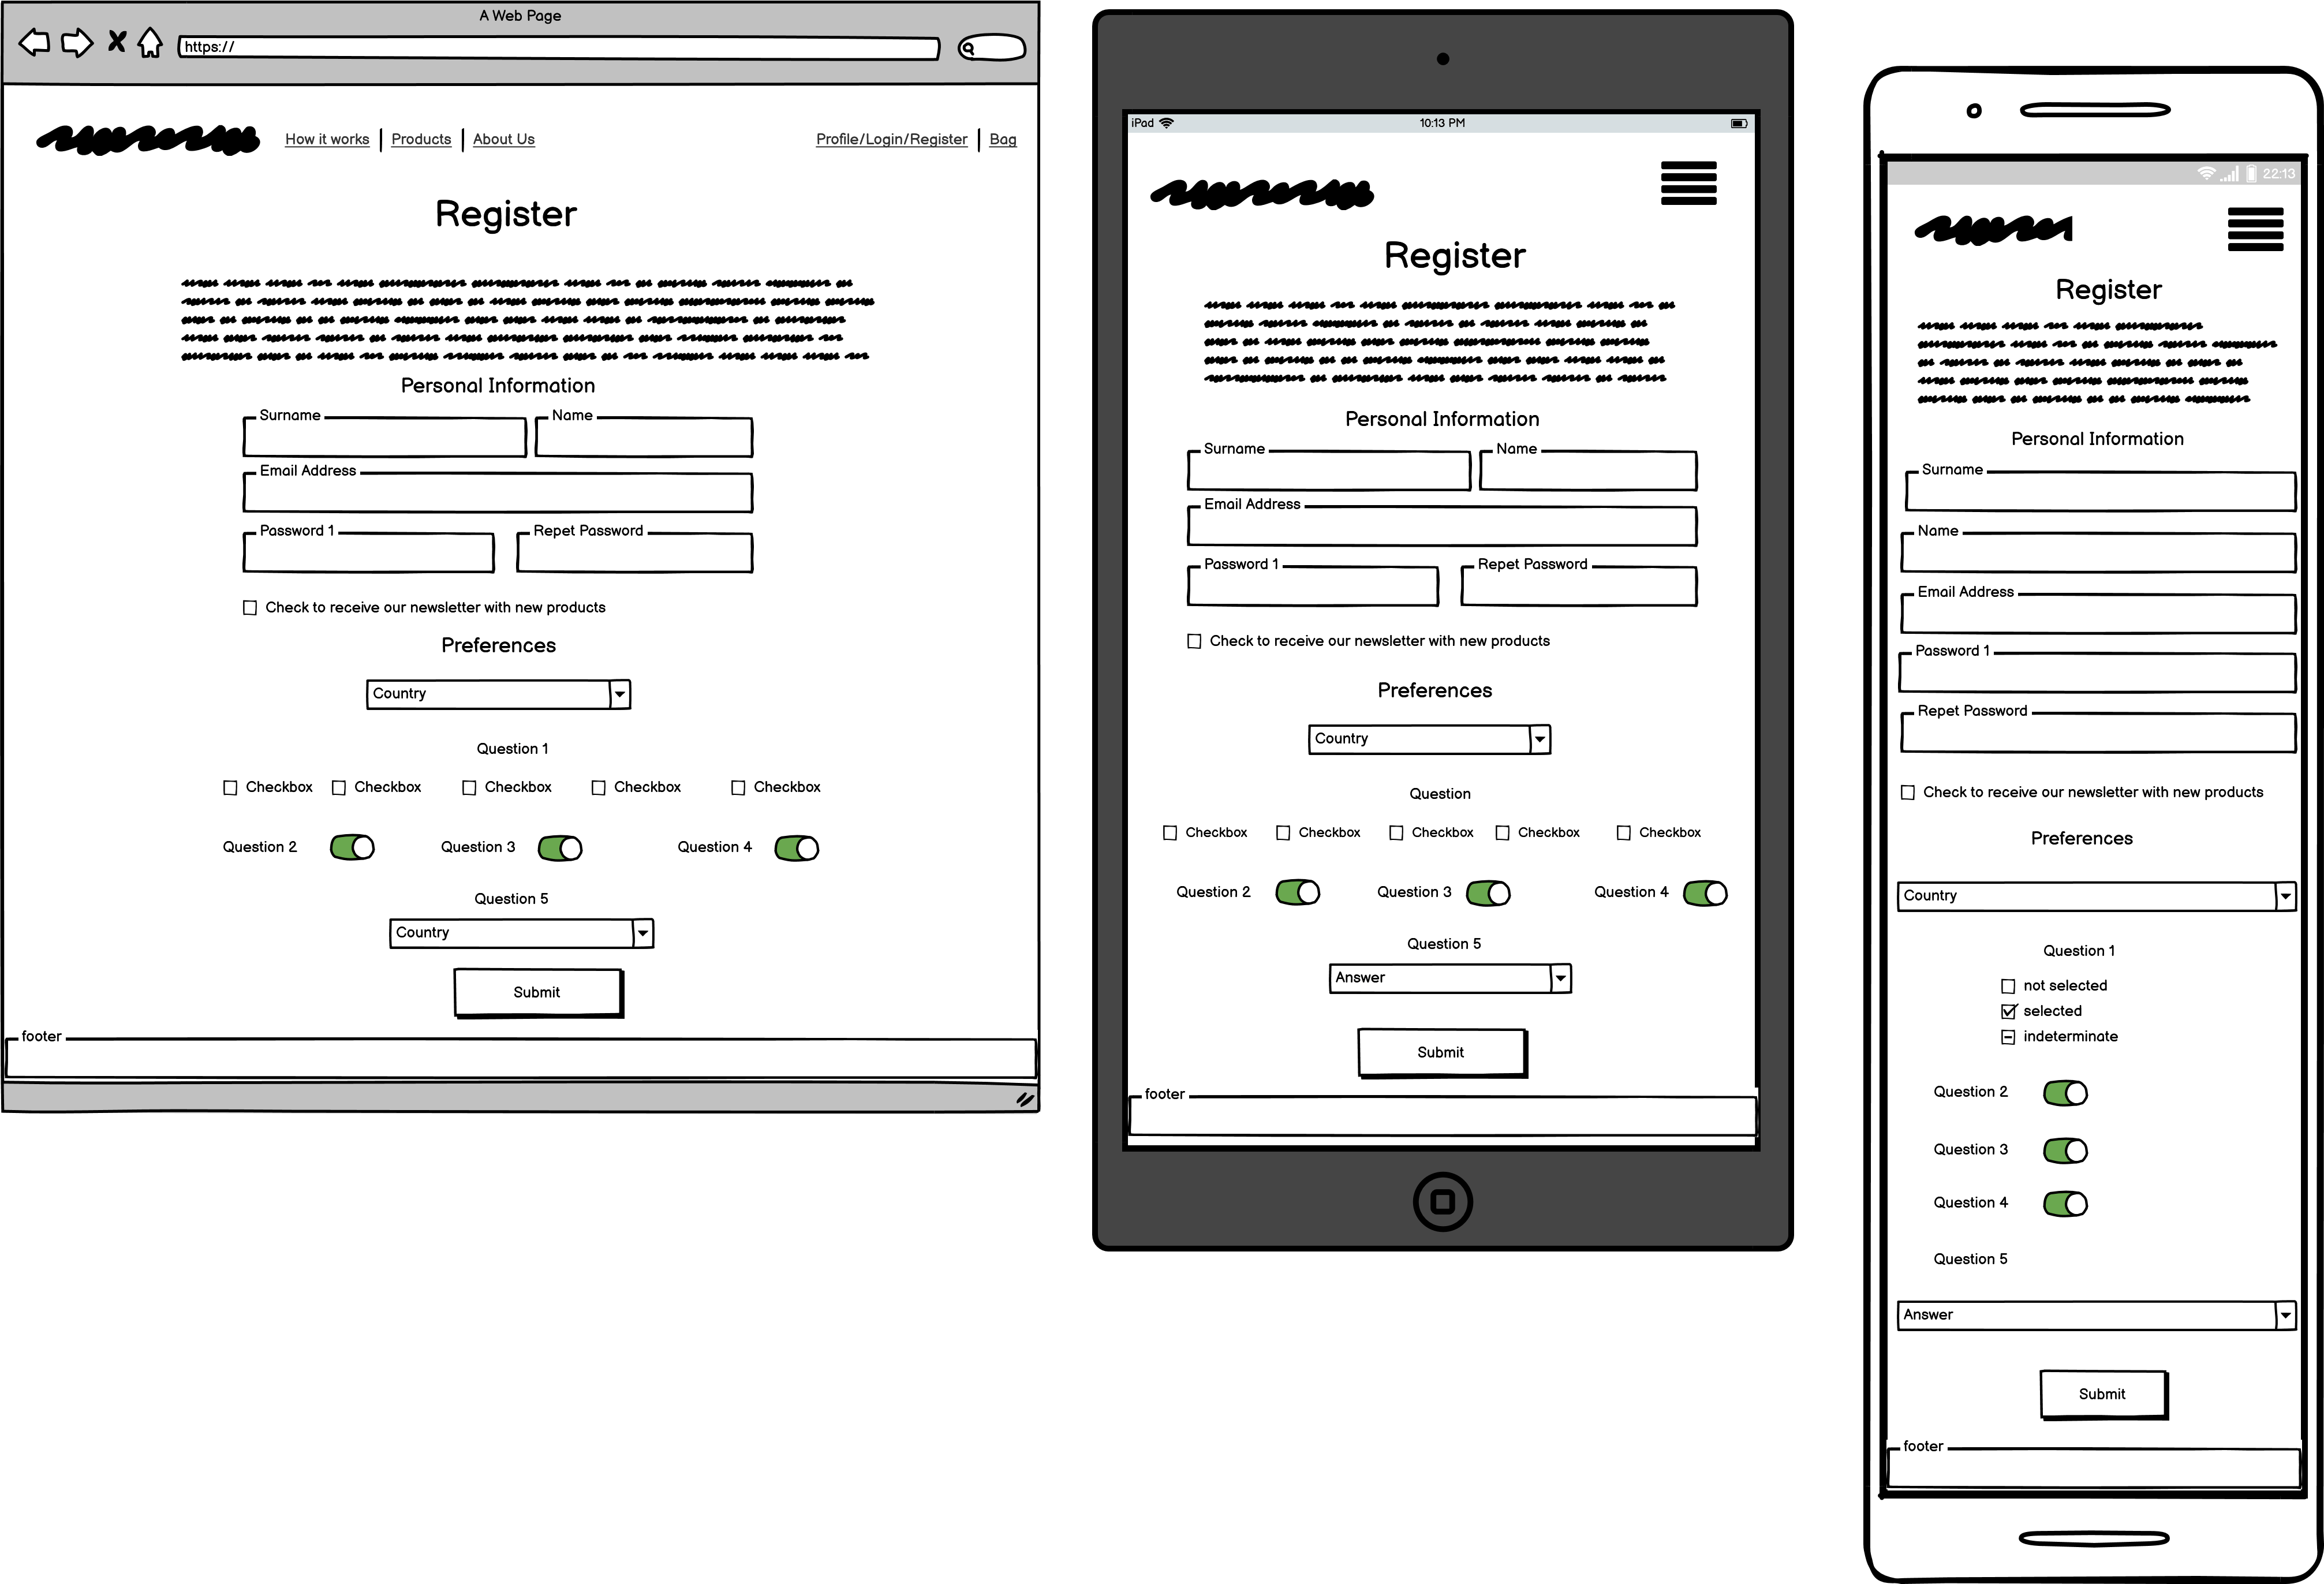 A Web Page
https://
How it works | Products | About Us
Profile/Login/Register | Bag
Register
Personal Information
Surname Name
Email Address
Password 1 Repet Password
Check to receive our newsletter with new products
Preferences
Country
Question 1
Checkbox Checkbox Checkbox Checkbox Checkbox
Question 2 Question 3 Question 4
Question 5
Country
Submit
footer
iPad 10:13 PM
Register
Personal Information
Surname Name
Email Address
Password 1 Repet Password
Check to receive our newsletter with new products
Preferences
Country
Question
Checkbox Checkbox Checkbox Checkbox Checkbox
Question 2 Question 3 Question 4
Question 5
Answer
Submit
footer
22:13
Register
Personal Information
Surname
Name
Email Address
Password 1
Repet Password
Check to receive our newsletter with new products
Preferences
Country
Question 1
not selected
selected
indeterminate
Question 2
Question 3
Question 4
Question 5
Answer
Submit
footer